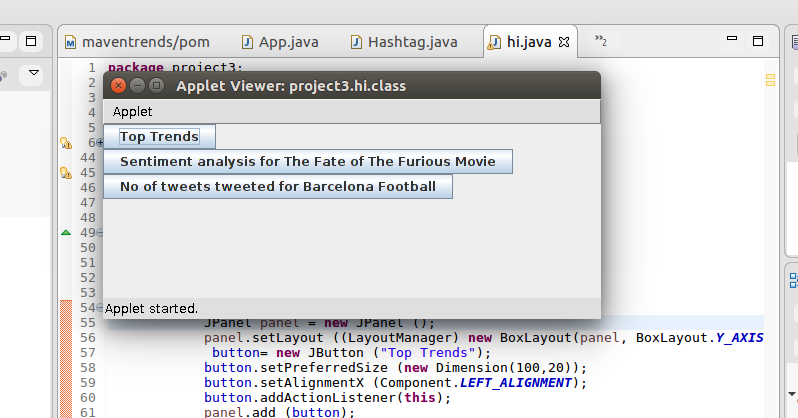 maventrends/pom App.java Hashtag.java hi.java »2
1 package project3;
2 Applet Viewer: project3.hi.class
3
4 Applet
5
6 Top Trends
44 Sentiment analysis for The Fate of The Furious Movie
45
46 No of tweets tweeted for Barcelona Football
47
48
49
50
51
52
53
54 Applet started.
55 JPanel panel = new JPanel ();
56 panel.setLayout ((LayoutManager) new BoxLayout(panel, BoxLayout.Y_AXIS
57 button= new JButton ("Top Trends");
58 button.setPreferredSize (new Dimension(100,20));
59 button.setAlignmentX (Component.LEFT_ALIGNMENT);
60 button.addActionListener(this);
61 panel.add (button);